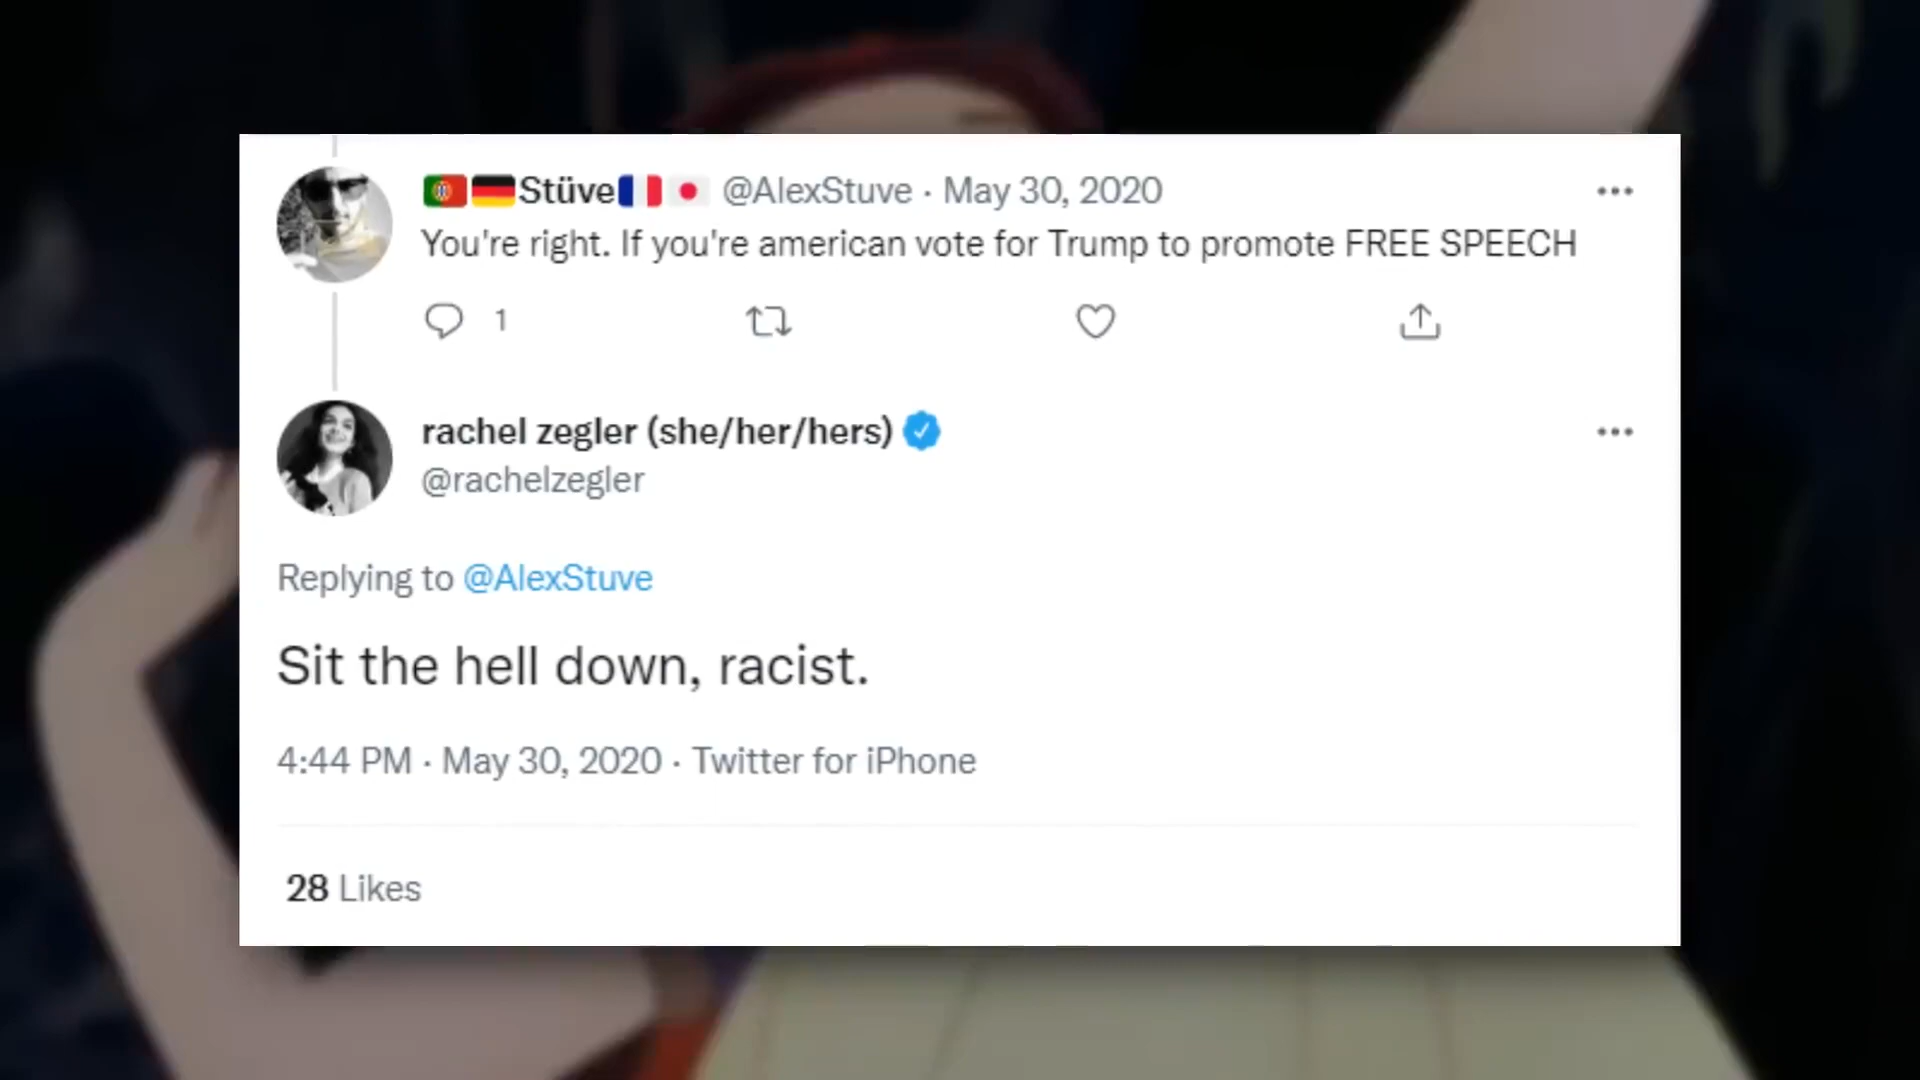 🇵🇹🇩🇪Stüve🇫🇷🇯🇵 @AlexStuve · May 30, 2020
You're right. If you're american vote for Trump to promote FREE SPEECH
1
rachel zegler (she/her/hers)
@rachelzegler
Replying to @AlexStuve
Sit the hell down, racist.
4:44 PM · May 30, 2020 · Twitter for iPhone
28 Likes